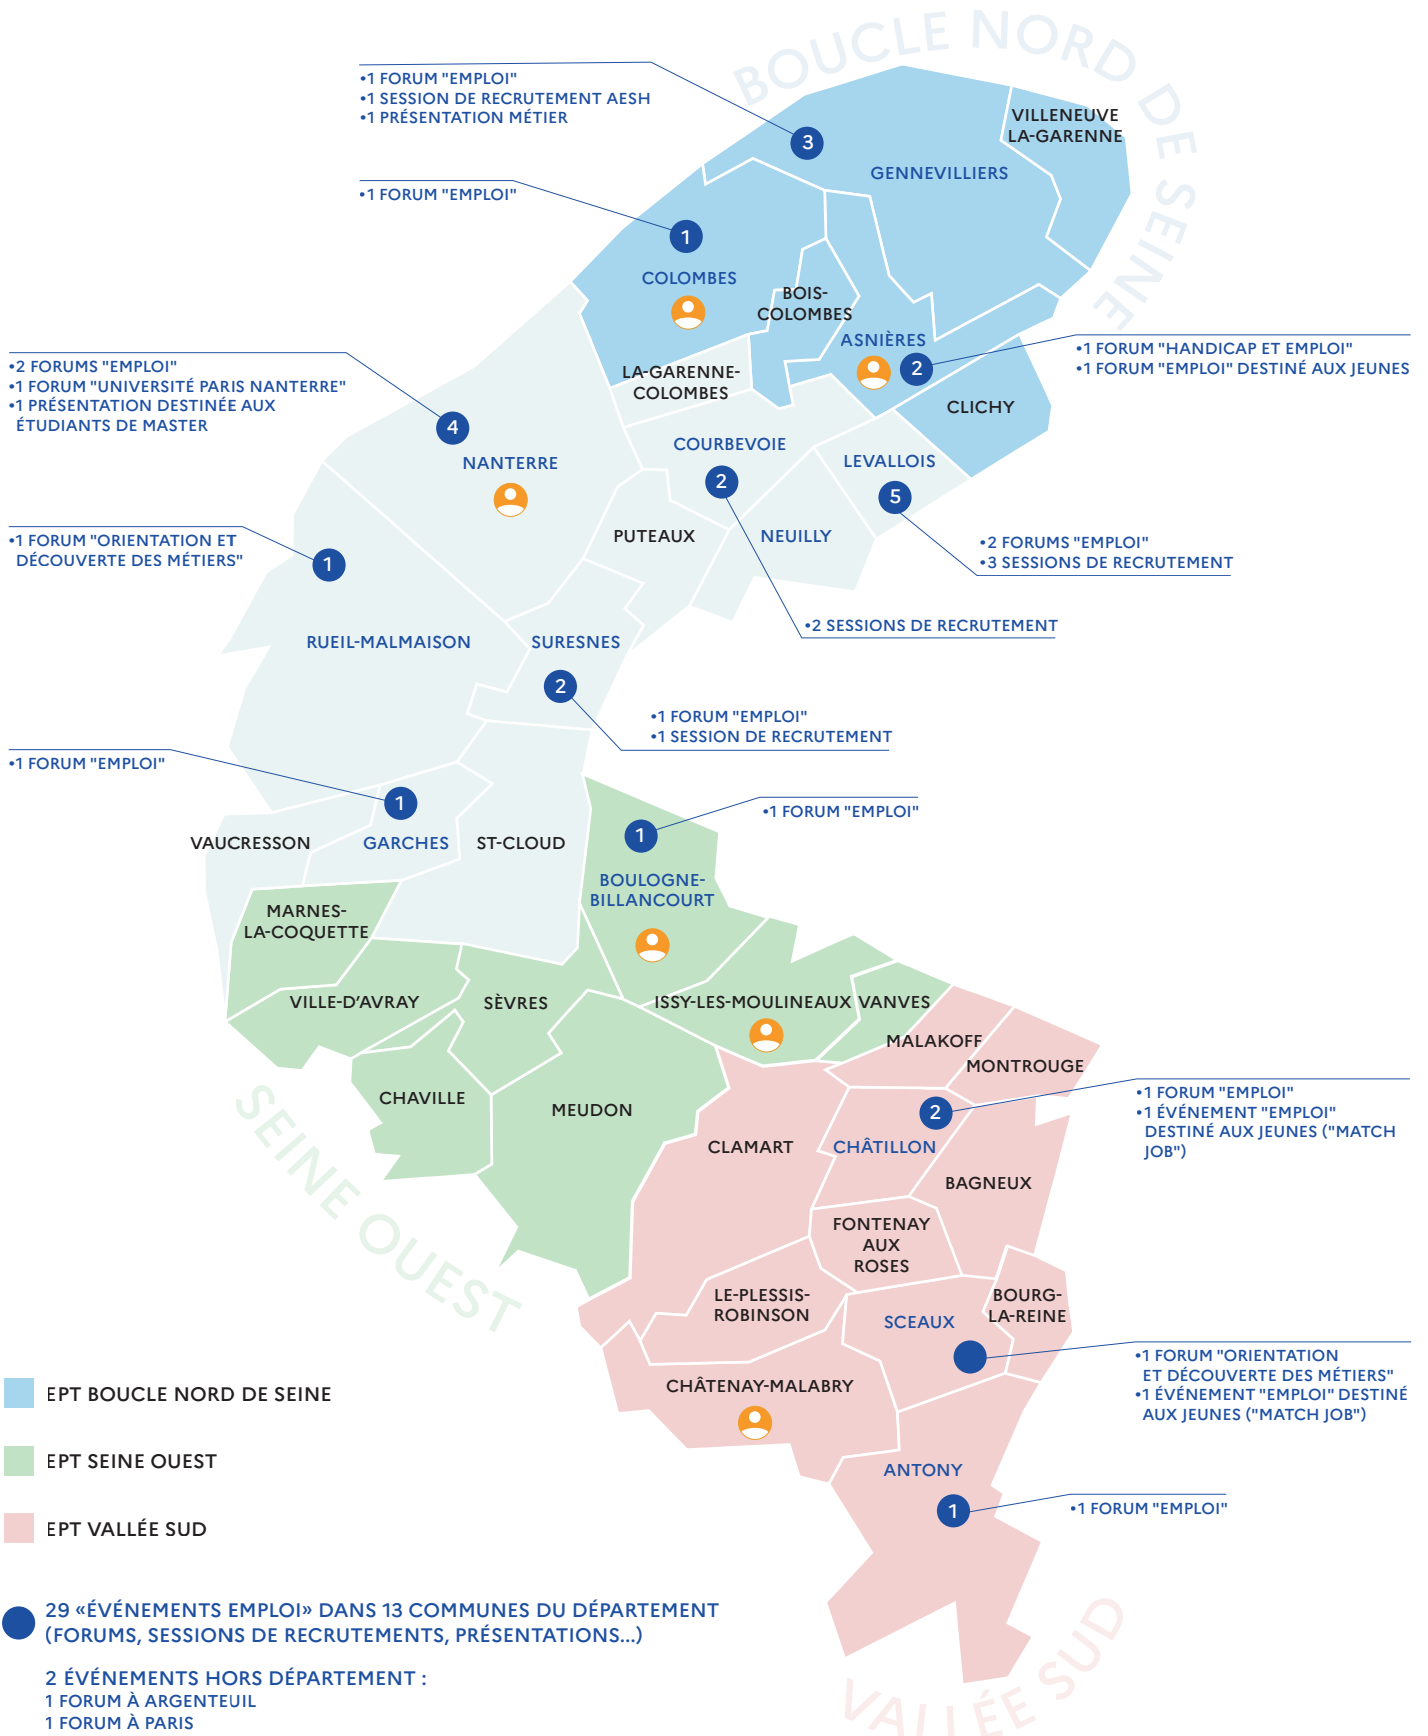 BOUCLE NORD DE SEINE
•1 FORUM "EMPLOI"
•1 SESSION DE RECRUTEMENT AESH
•1 PRÉSENTATION MÉTIER
3
VILLENEUVE
LA-GARENNE
GENNEVILLIERS
•1 FORUM "EMPLOI"
1
COLOMBES
BOIS-
COLOMBES
ASNIÈRES
2
•1 FORUM "HANDICAP ET EMPLOI"
•1 FORUM "EMPLOI" DESTINÉ AUX JEUNES
LA-GARENNE-
COLOMBES
CLICHY
•2 FORUMS "EMPLOI"
•1 FORUM "UNIVERSITÉ PARIS NANTERRE"
•1 PRÉSENTATION DESTINÉE AUX
ÉTUDIANTS DE MASTER
4
NANTERRE
COURBEVOIE
2
LEVALLOIS
5
PUTEAUX
NEUILLY
•2 FORUMS "EMPLOI"
•3 SESSIONS DE RECRUTEMENT
•1 FORUM "ORIENTATION ET
DÉCOUVERTE DES MÉTIERS"
1
•2 SESSIONS DE RECRUTEMENT
RUEIL-MALMAISON
SURESNES
2
•1 FORUM "EMPLOI"
•1 SESSION DE RECRUTEMENT
•1 FORUM "EMPLOI"
1
•1 FORUM "EMPLOI"
1
VAUCRESSON
GARCHES
ST-CLOUD
BOULOGNE-
BILLANCOURT
MARNES-
LA-COQUETTE
VILLE-D'AVRAY
SÈVRES
ISSY-LES-MOULINEAUX
VANVES
MALAKOFF
MONTROUGE
CHAVILLE
MEUDON
SEINE OUEST
CLAMART
2
CHÂTILLON
•1 FORUM "EMPLOI"
•1 ÉVÉNEMENT "EMPLOI"
DESTINÉ AUX JEUNES ("MATCH
JOB")
BAGNEUX
FONTENAY
AUX
ROSES
LE-PLESSIS-
ROBINSON
SCEAUX
BOURG-
LA-REINE
•1 FORUM "ORIENTATION
ET DÉCOUVERTE DES MÉTIERS"
•1 ÉVÉNEMENT "EMPLOI" DESTINÉ
AUX JEUNES ("MATCH JOB")
CHÂTENAY-MALABRY
ANTONY
1
•1 FORUM "EMPLOI"
VALLÉE SUD
EPT BOUCLE NORD DE SEINE
EPT SEINE OUEST
EPT VALLÉE SUD
29 «ÉVÉNEMENTS EMPLOI» DANS 13 COMMUNES DU DÉPARTEMENT
(FORUMS, SESSIONS DE RECRUTEMENTS, PRÉSENTATIONS...)
2 ÉVÉNEMENTS HORS DÉPARTEMENT :
1 FORUM À ARGENTEUIL
1 FORUM À PARIS